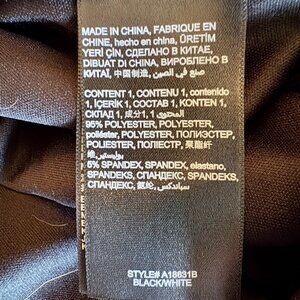 MADE IN CHINA, FABRIQUE EN
CHINE, hecho en china, ÜRETİM
YERİ ÇİN, СДЕЛАНО В КИТАЕ,
DIBUAT DI CHINA, ВИРОБЛЕНО В
КИТАЇ, 中国制造, صنع في الصين
CONTENT 1, CONTENU 1, contenido
1, İÇERİK 1, СОСТАВ 1, KONTEN 1,
СКЛАД 1, 成分1, المحتوى 1
95% POLYESTER, POLYESTER,
poliéster, POLYESTER, ПОЛИЭСТЕР,
POLIESTER, ПОЛІЕСТР, 聚酯纤
维, بوليستر
5% SPANDEX, SPANDEX, elastano,
SPANDEKS, СПАНДЕКС, SPANDEKS,
СПАНДЕКС, 氨纶, سباندكس
STYLE# A18631B
BLACK/WHITE